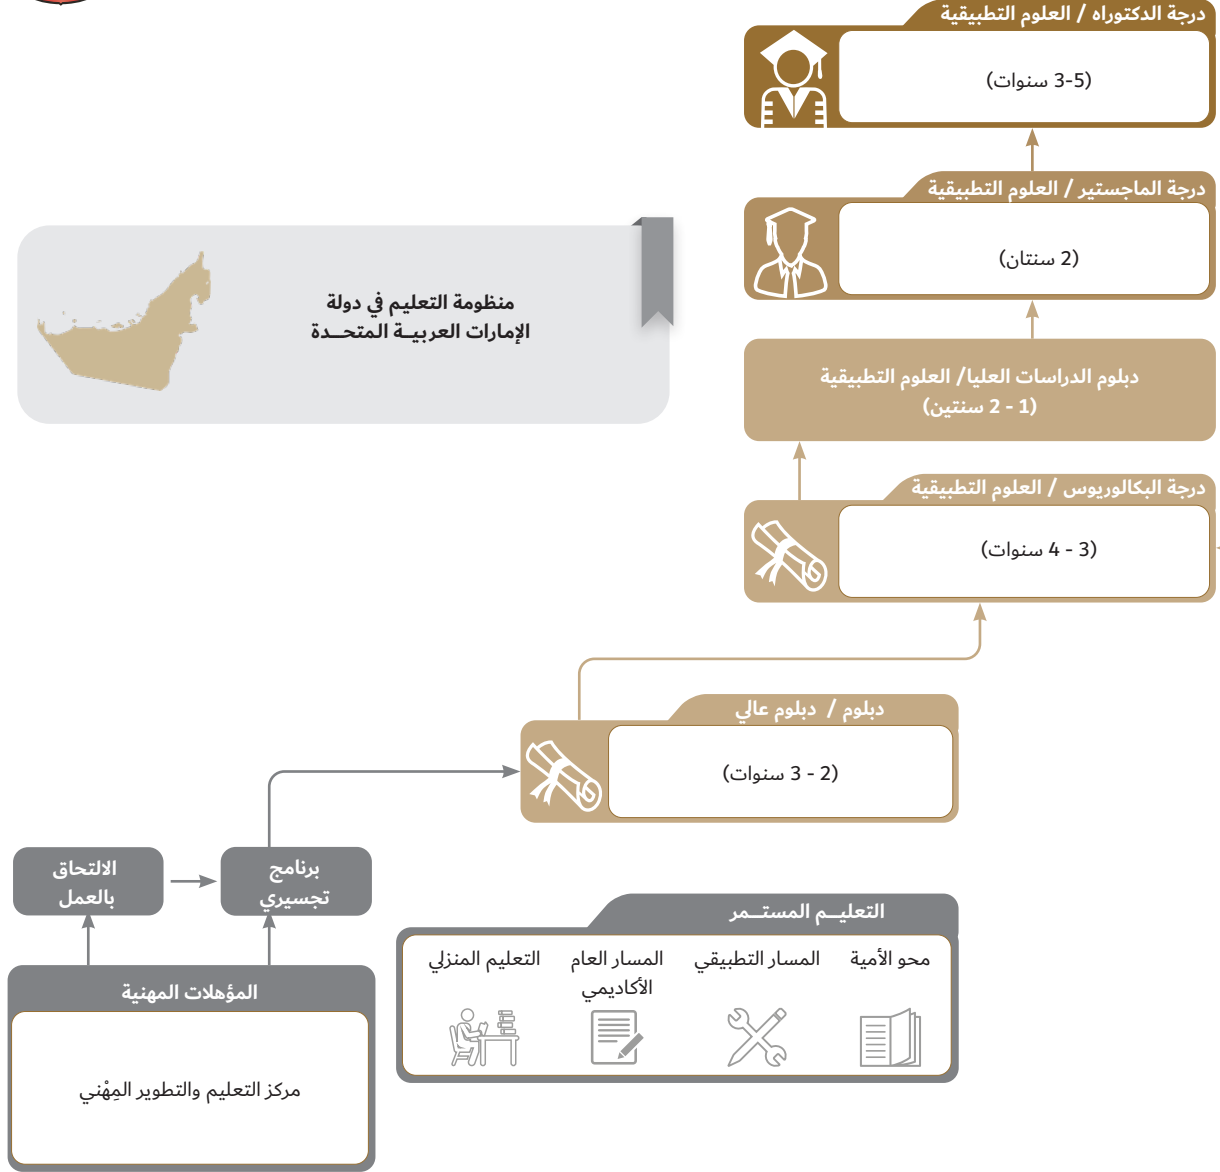 درجة الدكتوراه / العلوم التطبيقية
(3-5 سنوات)
درجة الماجستير / العلوم التطبيقية
(2 سنتان)
منظومة التعليم في دولة
الإمارات العربيــة المتحــدة
دبلوم الدراسات العليا/ العلوم التطبيقية
(1 - 2 سنتين)
درجة البكالوريوس / العلوم التطبيقية
(3 - 4 سنوات)
دبلوم / دبلوم عالي
(2 - 3 سنوات)
برنامج
تجسيري
الالتحاق
بالعمل
التعليــم المستــمر
محو الأمية
المسار التطبيقي
المسار العام
الأكاديمي
التعليم المنزلي
المؤهلات المهنية
مركز التعليم والتطوير المِهْني